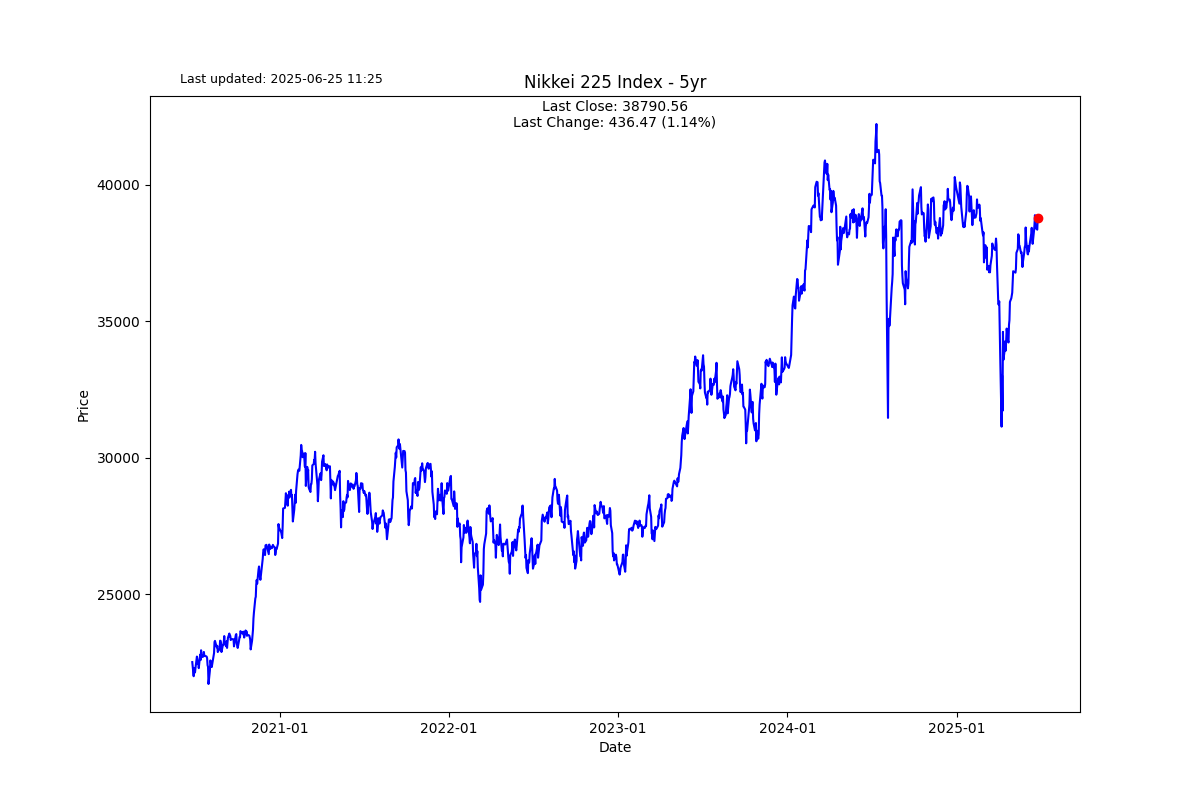 Last updated: 2025-06-25 11:25
Nikkei 225 Index - 5yr
Last Close: 38790.56
Last Change: 436.47 (1.14%)
40000
35000
30000
25000
Price
2021-01
2022-01
2023-01
2024-01
2025-01
Date